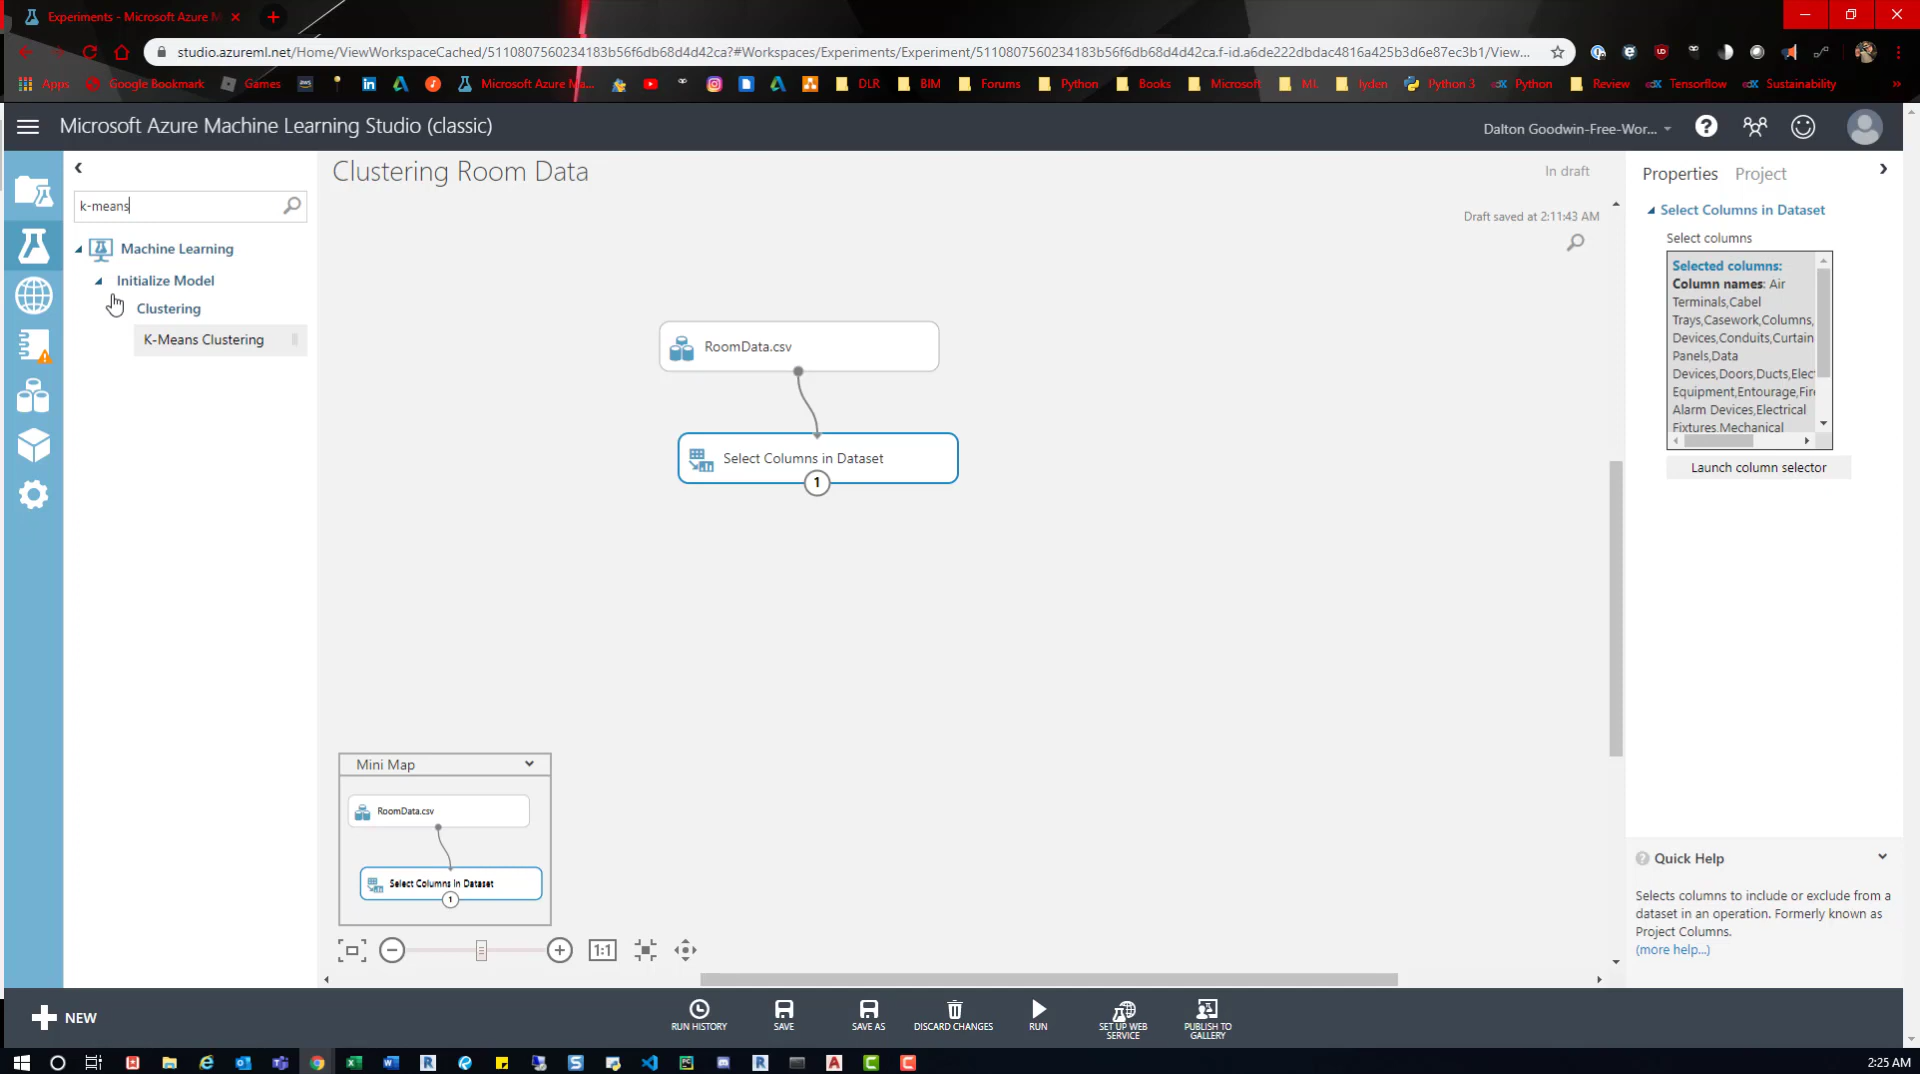 Experiments - Microsoft Azure M
studio.azureml.net/Home/ViewWorkspaceCached/5110807560234183b56f6db68d4d42ca?#Workspaces/Experiments/Experiment/5110807560234183b56f6db68d4d42ca.f-id.a6de222dbdac4816a425b3d6e87ec3b1/View...
Apps Google Bookmark Games Microsoft Azure Ma... DLR BIM Forums Python Books Microsoft ML lyden Python 3 Python Review Tensorflow Sustainability »
Microsoft Azure Machine Learning Studio (classic)
Dalton Goodwin-Free-Wor...
k-means
Machine Learning
Initialize Model
Clustering
K-Means Clustering
Clustering Room Data
In draft
Draft saved at 2:11:43 AM
RoomData.csv
Select Columns in Dataset
1
Mini Map
RoomData.csv
Select Columns in Dataset
1
1:1
Properties Project
Select Columns in Dataset
Select columns
Selected columns:
Column names: Air
Terminals,Cabel
Trays,Casework,Columns,
Devices,Conduits,Curtain
Panels,Data
Devices,Doors,Ducts,Elec
Equipment,Entourage,Fire
Alarm Devices,Electrical
Fixtures,Mechanical
Launch column selector
Quick Help
Selects columns to include or exclude from a
dataset in an operation. Formerly known as
Project Columns.
(more help...)
NEW
RUN HISTORY
SAVE
SAVE AS
DISCARD CHANGES
RUN
SET UP WEB
SERVICE
PUBLISH TO
GALLERY
2:25 AM